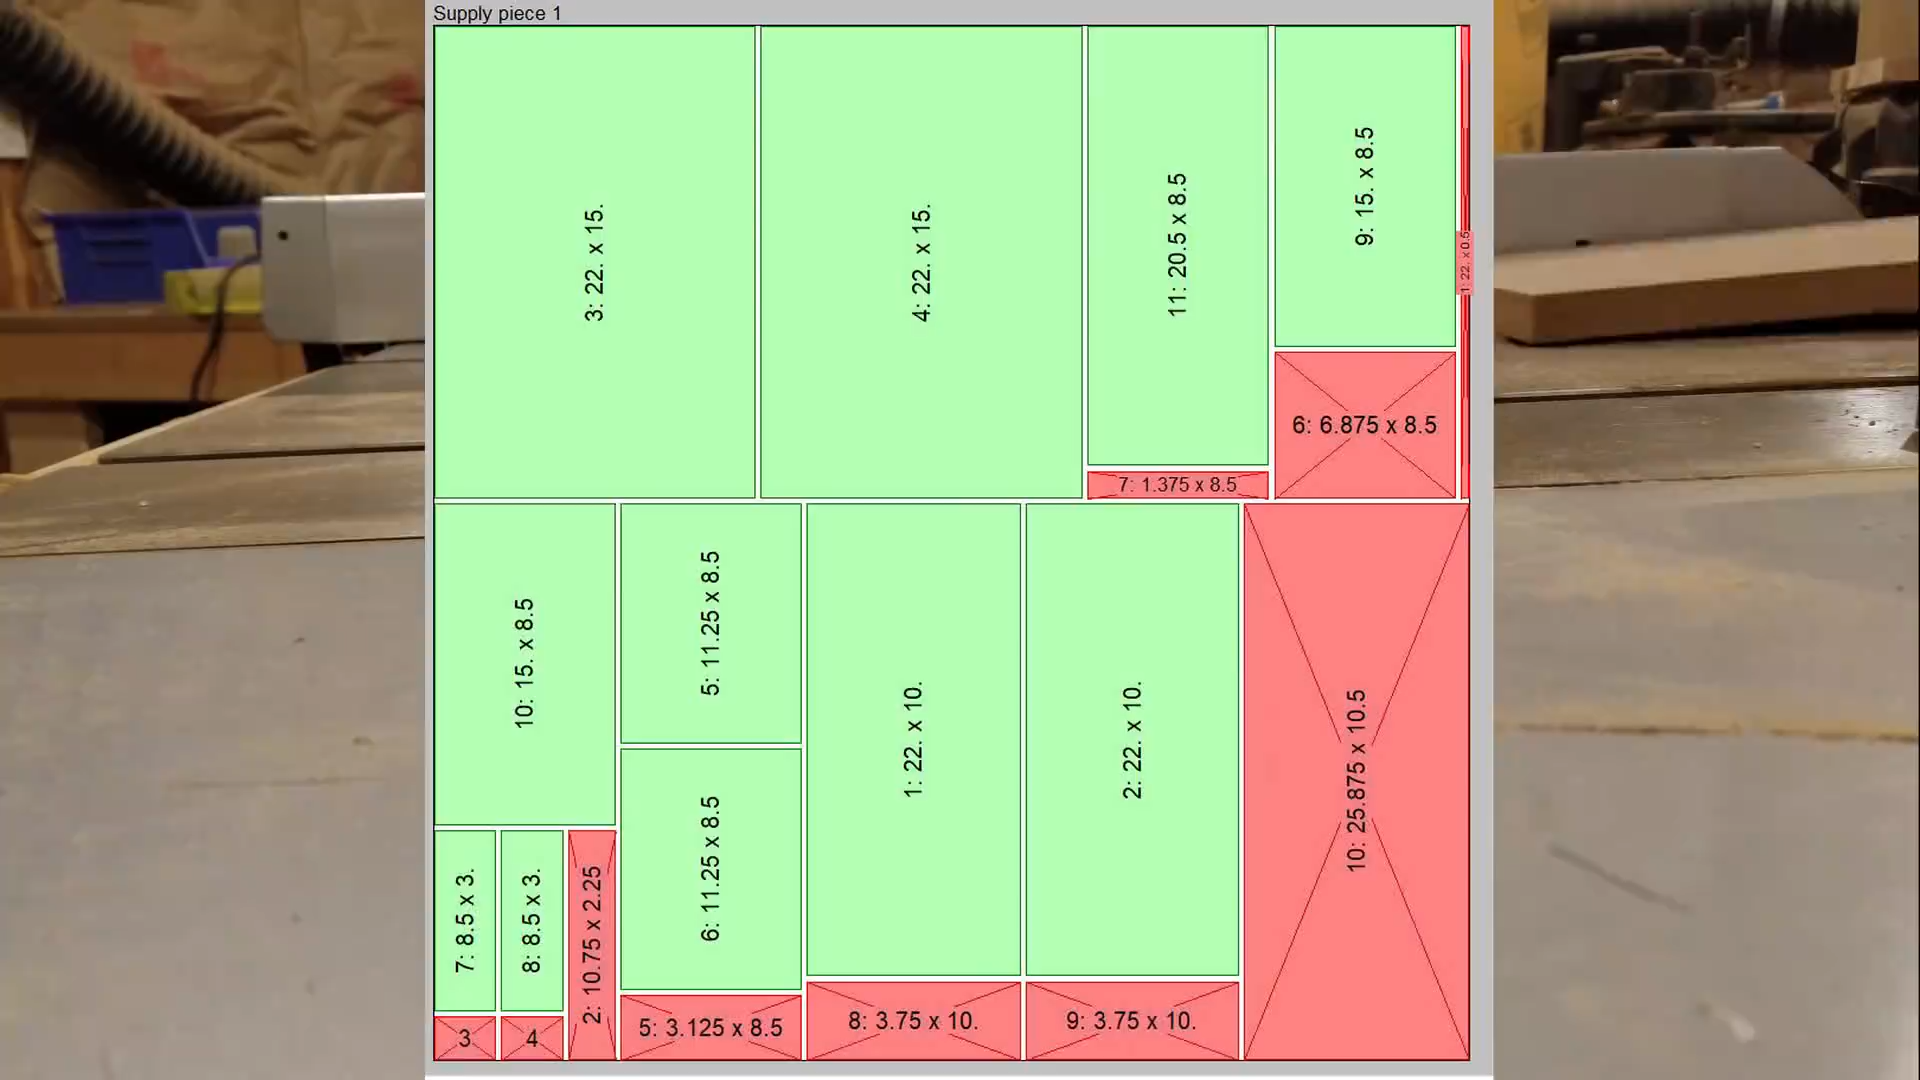 Supply piece 1
3: 22. x 15.
4: 22. x 15.
11: 20.5 x 8.5
9: 15. x 8.5
1: 22. x 0.5
6: 6.875 x 8.5
7: 1.375 x 8.5
10: 15. x 8.5
5: 11.25 x 8.5
1: 22. x 10.
2: 22. x 10.
10: 25.875 x 10.5
6: 11.25 x 8.5
7: 8.5 x 3.
8: 8.5 x 3.
2: 10.75 x 2.25
3
4
5: 3.125 x 8.5
8: 3.75 x 10.
9: 3.75 x 10.